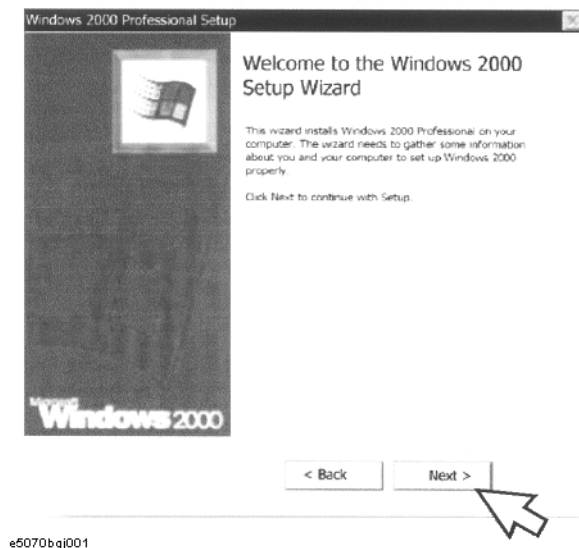 Windows 2000 Professional Setup
Welcome to the Windows 2000
Setup Wizard
This wizard installs Windows 2000 Professional on your
computer. The wizard needs to gather some information
about you and your computer to set up Windows 2000
properly.
Click Next to continue with Setup.
Microsoft
Windows 2000
< Back
Next >
e5070bqj001